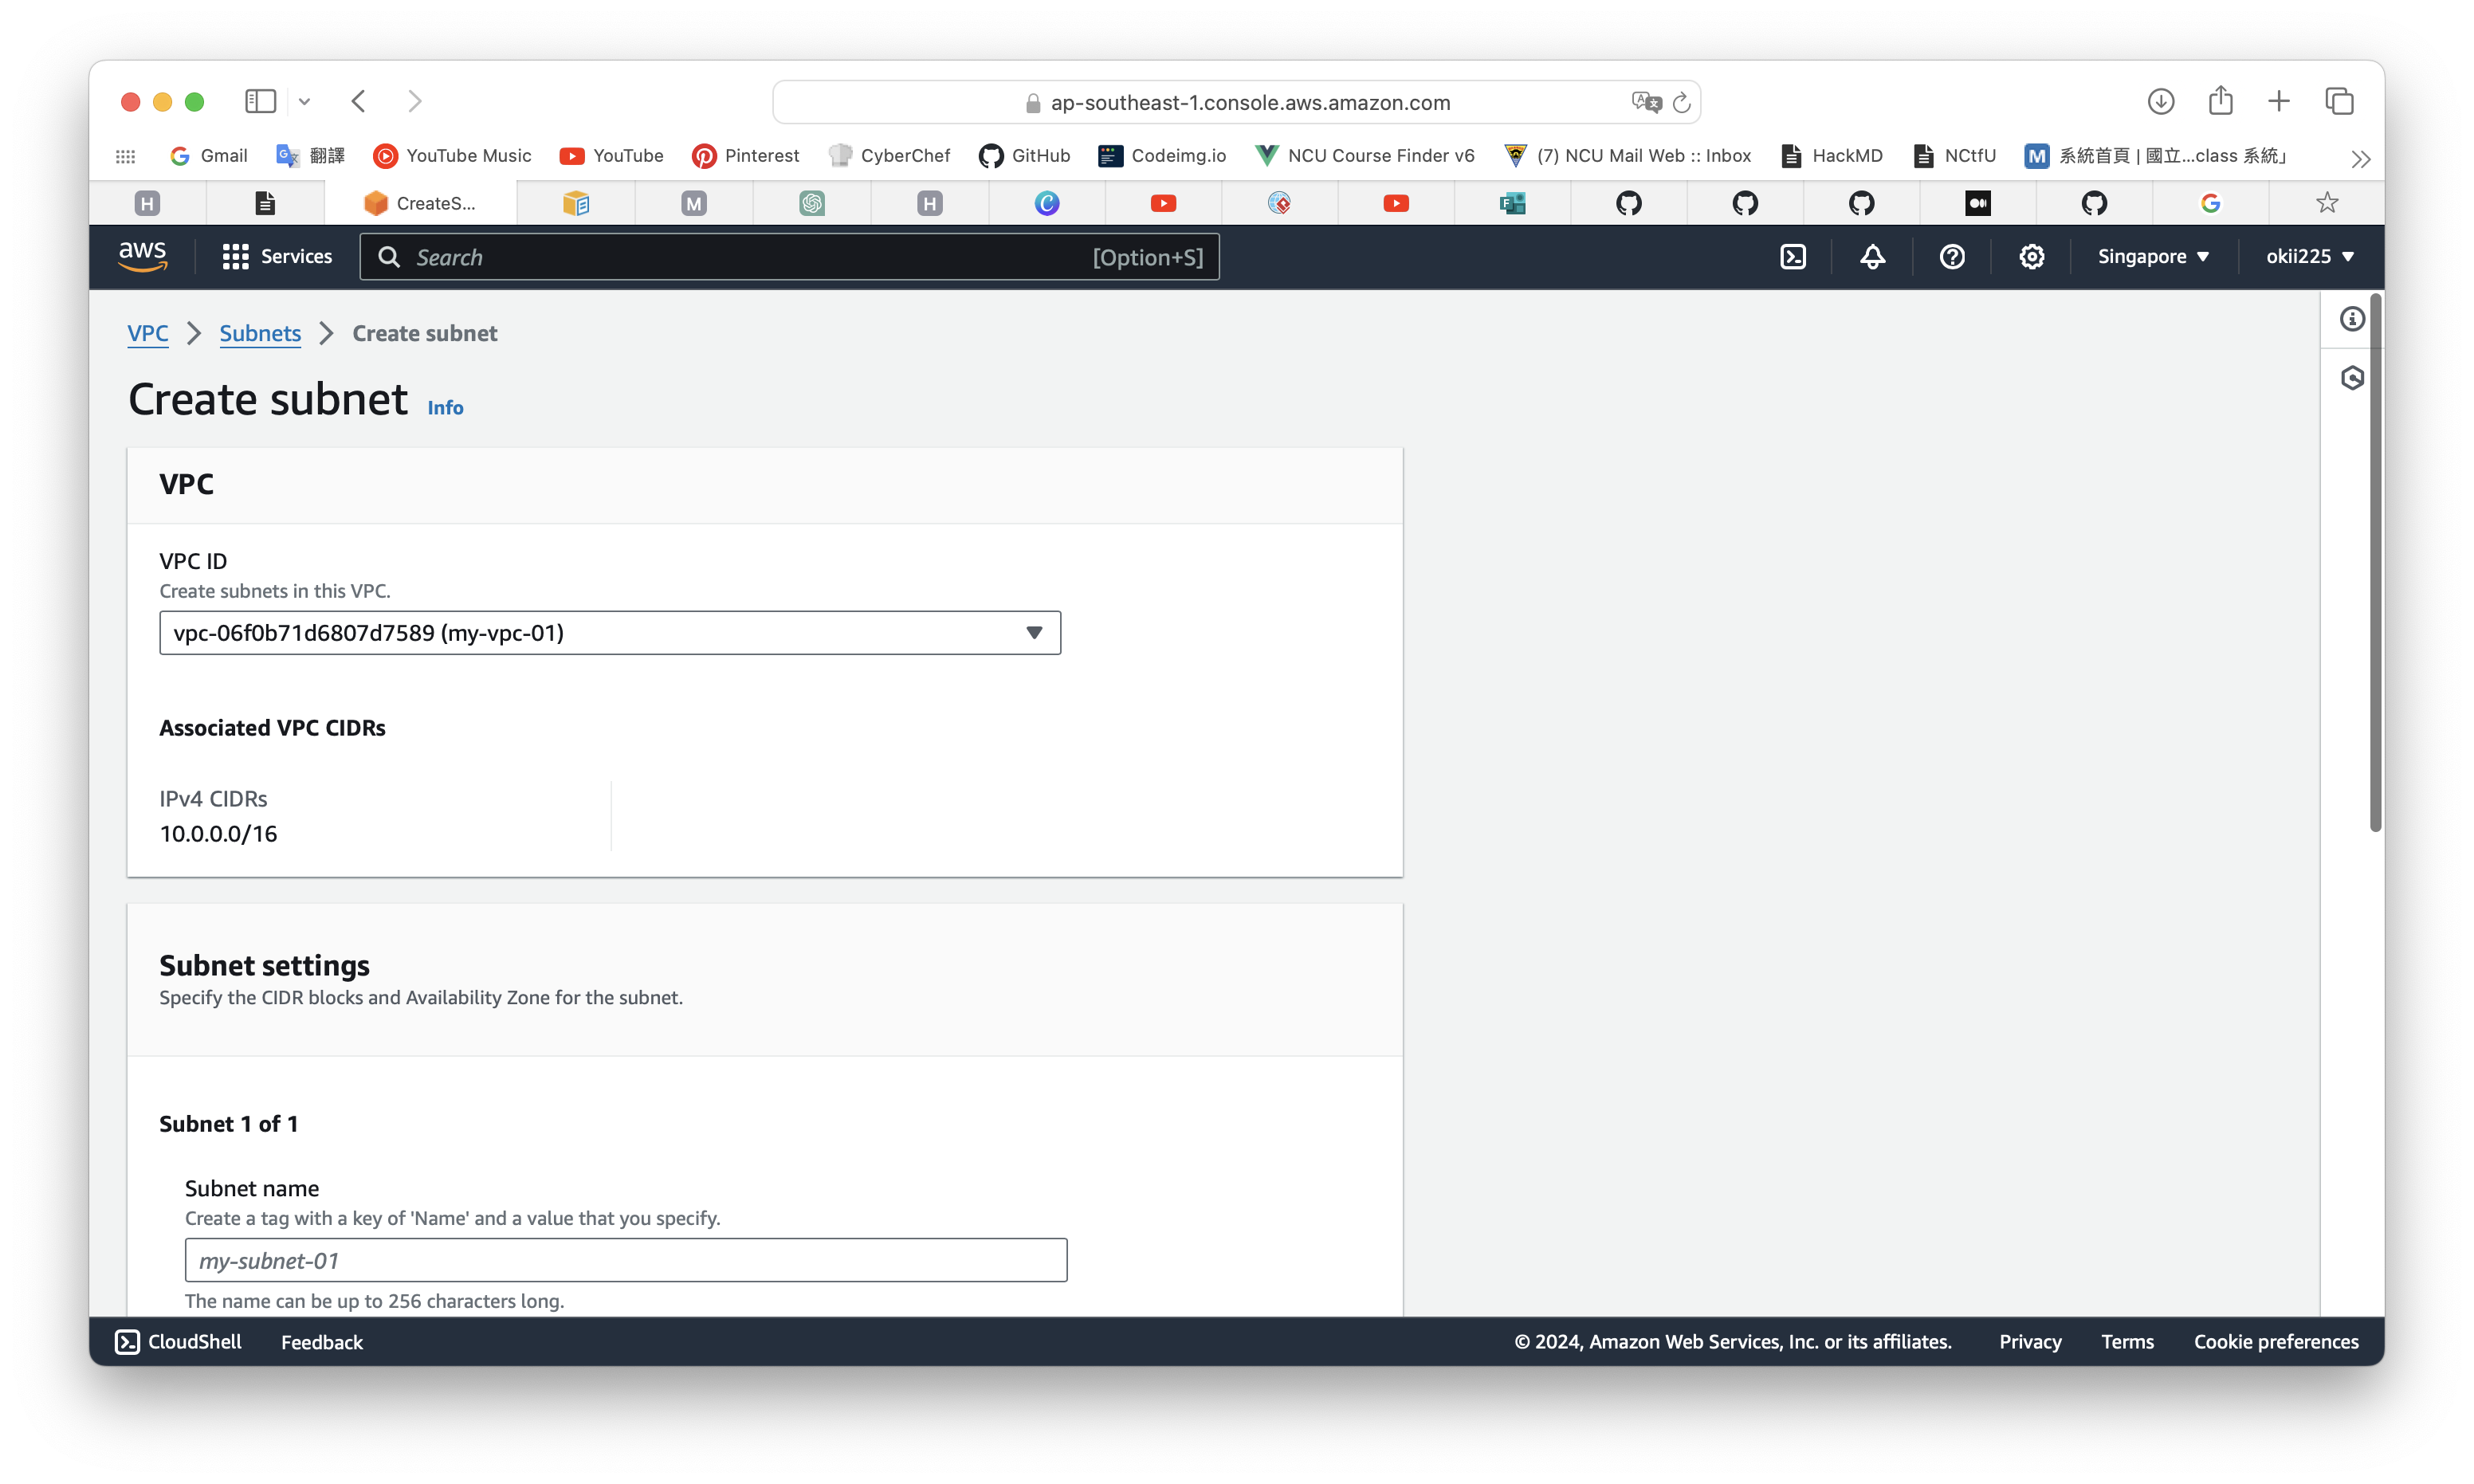 ap-southeast-1.console.aws.amazon.com
Gmail 翻譯 YouTube Music YouTube Pinterest CyberChef GitHub Codeimg.io NCU Course Finder v6 (7) NCU Mail Web :: Inbox HackMD NCtfU M 系統首頁 | 國立...class 系統」
H CreateS... M H
aws Services Search [Option+S] Singapore okii225
VPC Subnets Create subnet
Create subnet Info
VPC
VPC ID
Create subnets in this VPC.
vpc-06f0b71d6807d7589 (my-vpc-01)
Associated VPC CIDRs
IPv4 CIDRs
10.0.0.0/16
Subnet settings
Specify the CIDR blocks and Availability Zone for the subnet.
Subnet 1 of 1
Subnet name
Create a tag with a key of 'Name' and a value that you specify.
my-subnet-01
The name can be up to 256 characters long.
CloudShell Feedback © 2024, Amazon Web Services, Inc. or its affiliates. Privacy Terms Cookie preferences